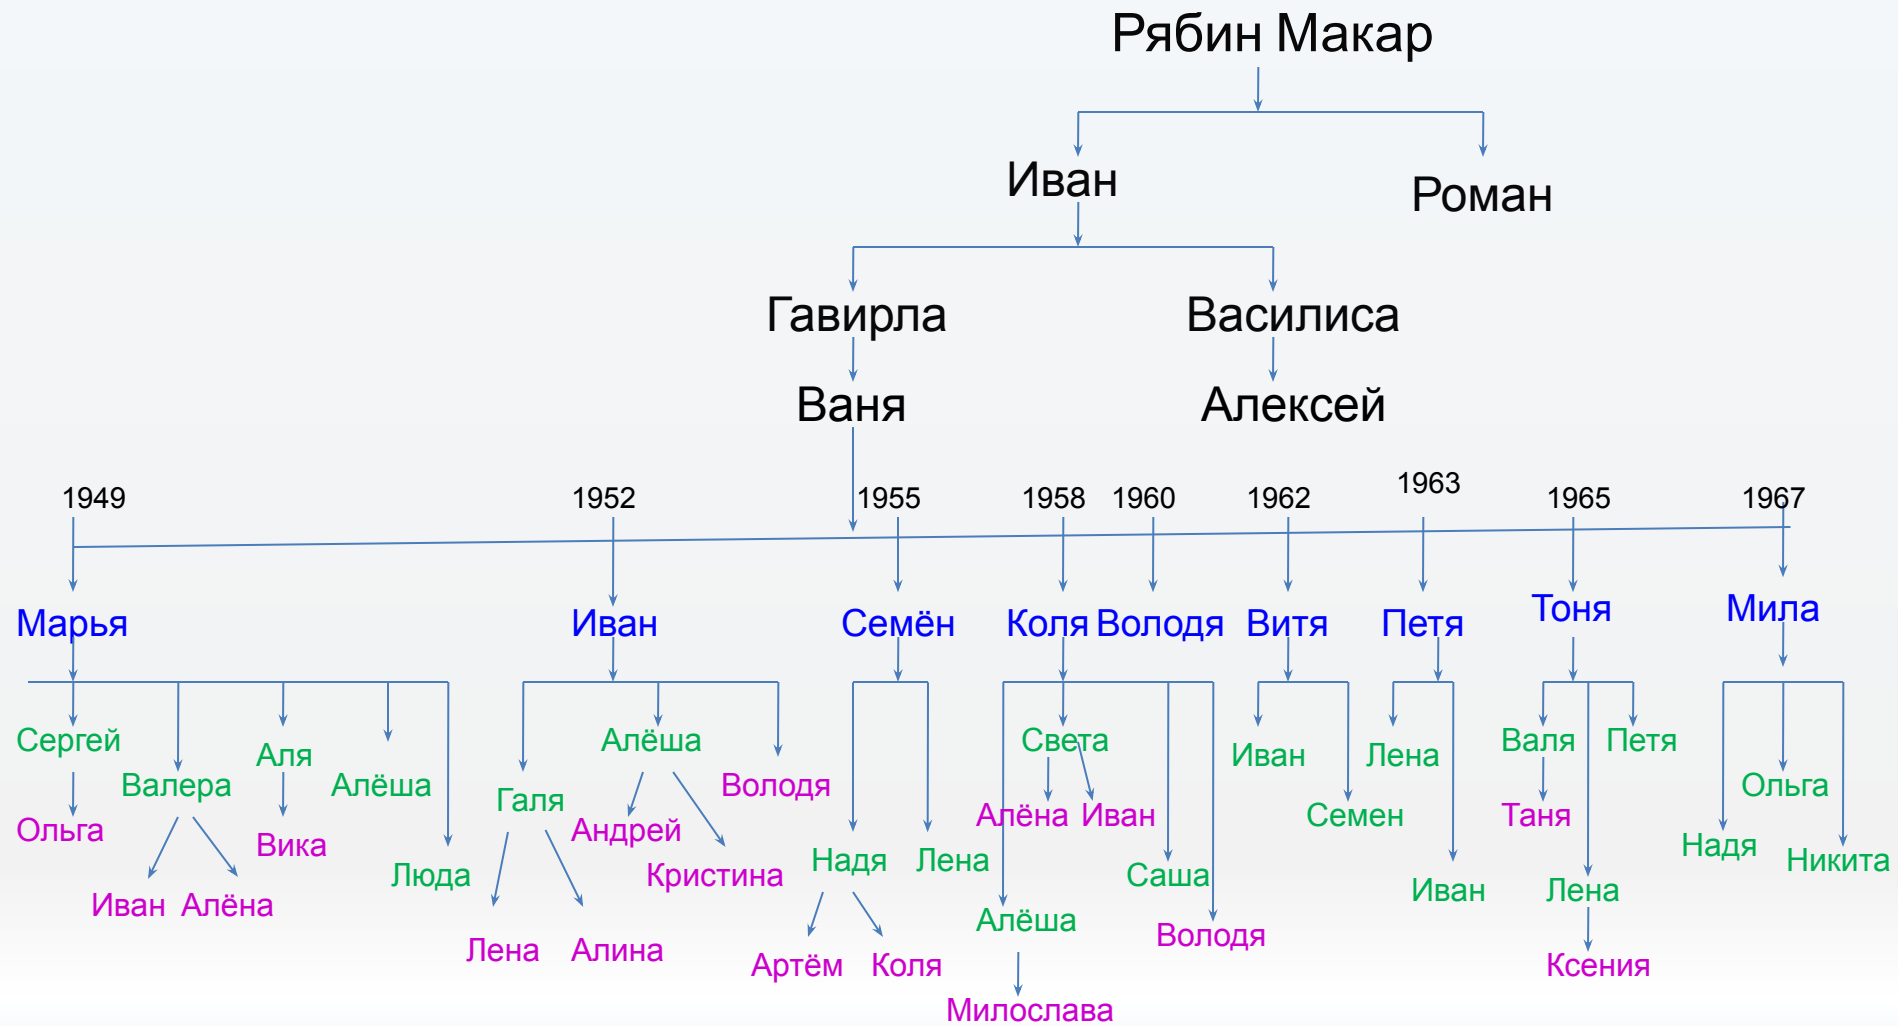 Рябин Макар
Иван
Роман
Гавирла
Василиса
Ваня
Алексей
1949 1952 1955 1958 1960 1962 1963 1965 1967
Марья Иван Семён Коля Володя Витя Петя Тоня Мила
Сергей Аля Алёша Света Иван Лена Валя Петя
Валера Алёша Галя Володя Ольга
Ольга Вика Андрей Алёна Иван Семен Таня
Люда Кристина Надя Лена Саша Надя Никита
Иван Алёна Алёша Иван Лена
Лена Алина Артём Коля Володя Ксения
Милослава